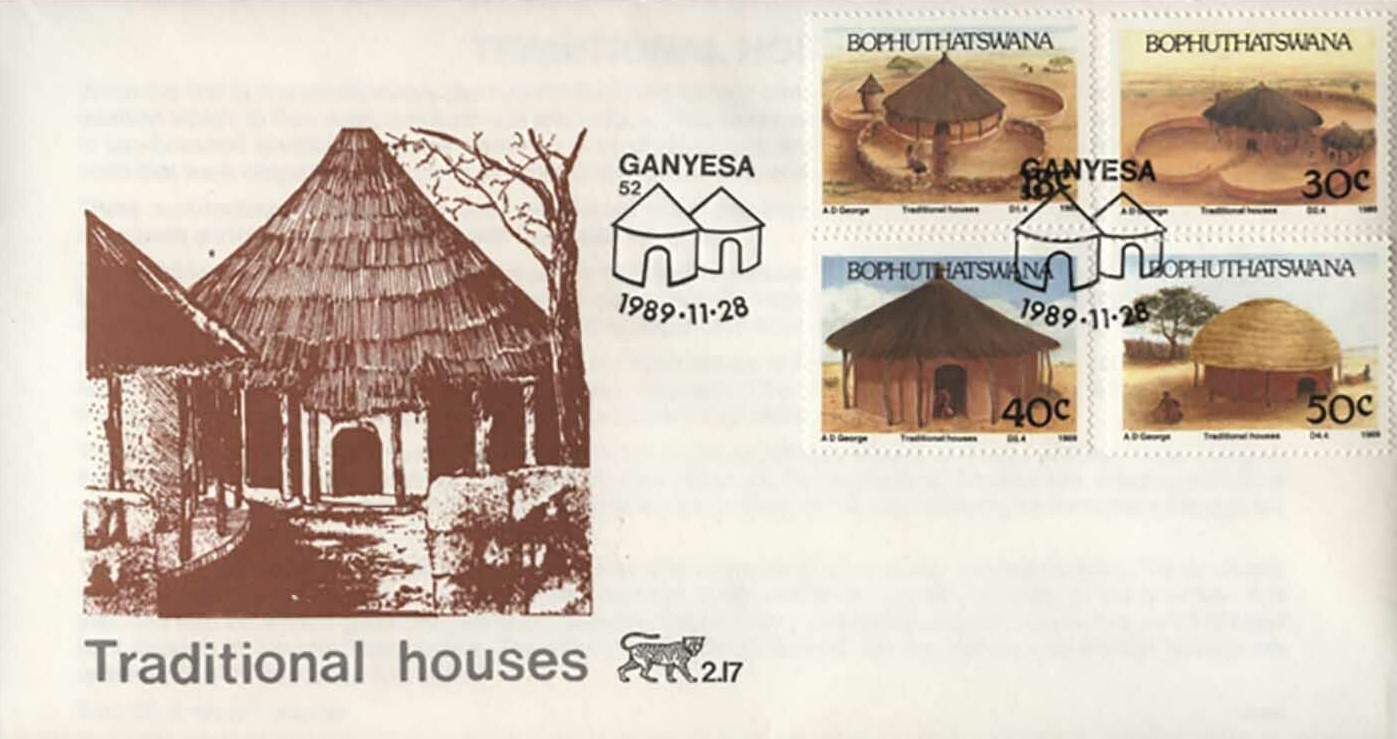 BOPHUTHATSWANA
18c
A D George Traditional houses D1.4 1989
BOPHUTHATSWANA
30c
A D George Traditional houses D2.4 1989
GANYESA
52
1989·11·28
GANYESA
1989·11·28
BOPHUTHATSWANA
40c
A D George Traditional houses D3.4 1989
BOPHUTHATSWANA
50c
A D George Traditional houses D4.4 1989
Traditional houses
2.17